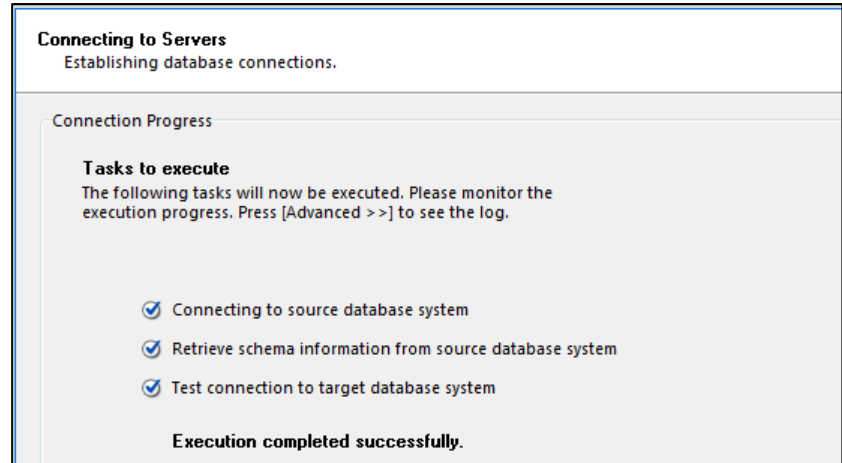 Connecting to Servers
Establishing database connections.
Connection Progress
Tasks to execute
The following tasks will now be executed. Please monitor the
execution progress. Press [Advanced >>] to see the log.
Connecting to source database system
Retrieve schema information from source database system
Test connection to target database system
Execution completed successfully.